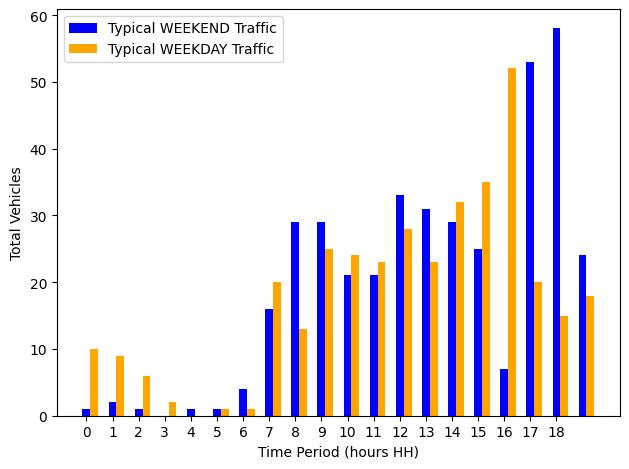 Typical WEEKEND Traffic
Typical WEEKDAY Traffic
60
50
40
30
20
10
0
Total Vehicles
0 1 2 3 4 5 6 7 8 9 10 11 12 13 14 15 16 17 18
Time Period (hours HH)